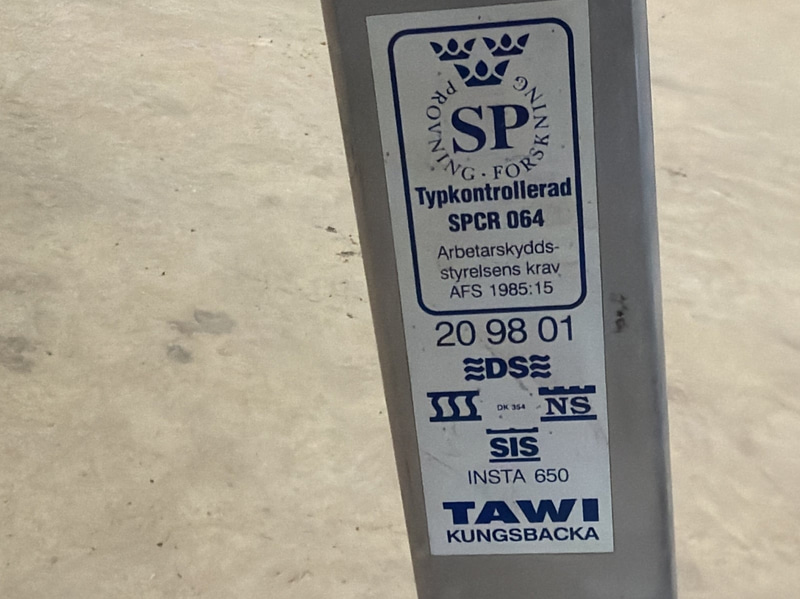 PROVNING · FORSKNING
SP
Typkontrollerad
SPCR 064
Arbetarskydds-
styrelsens krav
AFS 1985:15
20 98 01
DS
SSS DK 354 NS
SIS
INSTA 650
TAWI
KUNGSBACKA